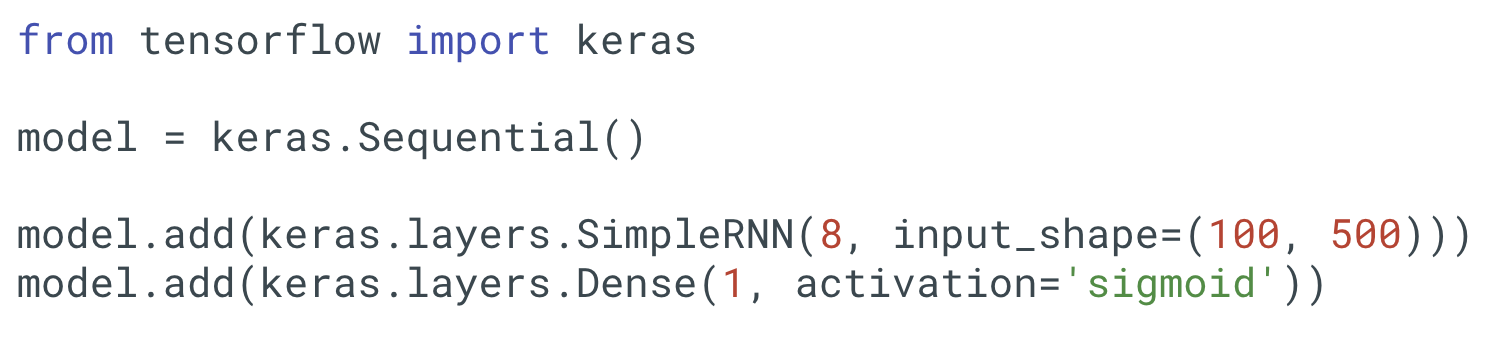 from tensorflow import keras
model = keras.Sequential()
model.add(keras.layers.SimpleRNN(8, input_shape=(100, 500)))
model.add(keras.layers.Dense(1, activation='sigmoid'))